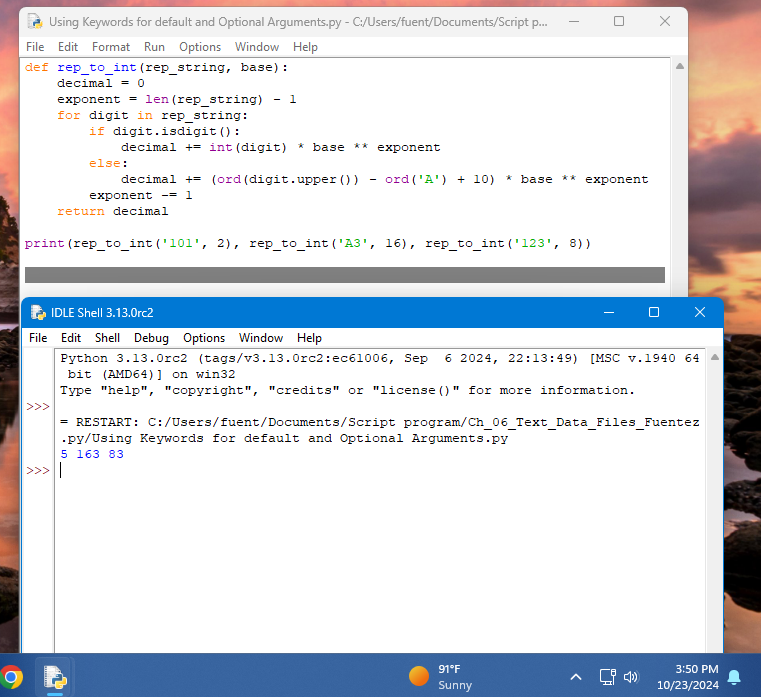 Using Keywords for default and Optional Arguments.py - C:/Users/fuent/Documents/Script p...
File Edit Format Run Options Window Help
def rep_to_int(rep_string, base):
    decimal = 0
    exponent = len(rep_string) - 1
    for digit in rep_string:
        if digit.isdigit():
            decimal += int(digit) * base ** exponent
        else:
            decimal += (ord(digit.upper()) - ord('A') + 10) * base ** exponent
        exponent -= 1
    return decimal
print(rep_to_int('101', 2), rep_to_int('A3', 16), rep_to_int('123', 8))
IDLE Shell 3.13.0rc2
File Edit Shell Debug Options Window Help
Python 3.13.0rc2 (tags/v3.13.0rc2:ec61006, Sep  6 2024, 22:13:49) [MSC v.1940 64
 bit (AMD64)] on win32
Type "help", "copyright", "credits" or "license()" for more information.
>>>
= RESTART: C:/Users/fuent/Documents/Script program/Ch_06_Text_Data_Files_Fuentez
.py/Using Keywords for default and Optional Arguments.py
5 163 83
>>>
91°F
Sunny
3:50 PM
10/23/2024